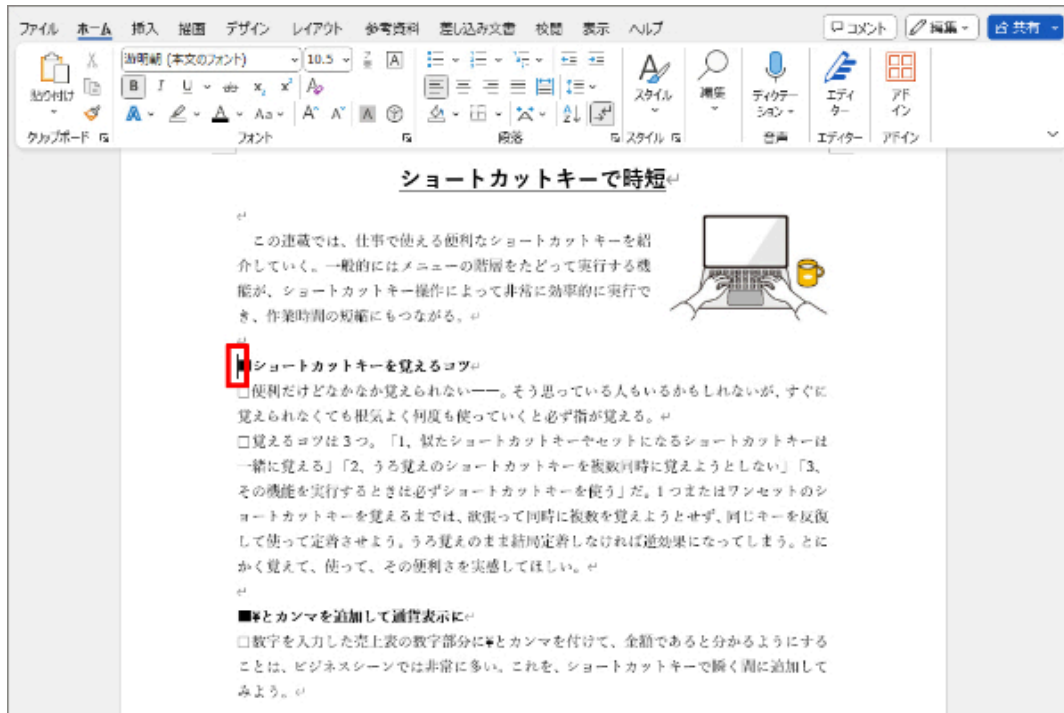 ファイル ホーム 挿入 描画 デザイン レイアウト 参考資料 差し込み文書 校閲 表示 ヘルプ コメント 編集 共有
游明朝 (本文のフォント) 10.5
貼り付け スタイル 編集 ディクテーション エディター アドイン
クリップボード フォント 段落 スタイル 音声 エディター アドイン
ショートカットキーで時短
この連載では、仕事で使える便利なショートカットキーを紹
介していく。一般的にはメニューの階層をたどって実行する機
能が、ショートカットキー操作によって非常に効率的に実行で
き、作業時間の短縮にもつながる。
■ショートカットキーを覚えるコツ
□便利だけどなかなか覚えられない――。そう思っている人もいるかもしれないが、すぐに
覚えられなくても根気よく何度も使っていくと必ず指が覚える。
□覚えるコツは３つ。「1、似たショートカットキーやセットになるショートカットキーは
一緒に覚える」「2、うろ覚えのショートカットキーを複数同時に覚えようとしない」「3、
その機能を実行するときは必ずショートカットキーを使う」だ。１つまたはワンセットのシ
ョートカットキーを覚えるまでは、欲張って同時に複数を覚えようとせず、同じキーを反復
して使って定着させよう。うろ覚えのまま結局定着しなければ逆効果になってしまう。とに
かく覚えて、使って、その便利さを実感してほしい。
■¥とカンマを追加して通貨表示に
□数字を入力した売上表の数字部分に¥とカンマを付けて、金額であると分かるようにする
ことは、ビジネスシーンでは非常に多い。これを、ショートカットキーで瞬く間に追加して
みよう。